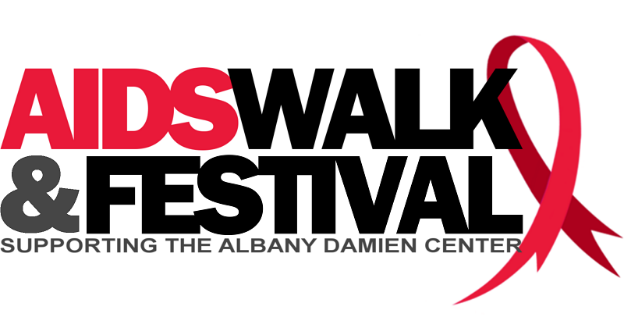 AIDSWALK
&FESTIVAL
SUPPORTING THE ALBANY DAMIEN CENTER